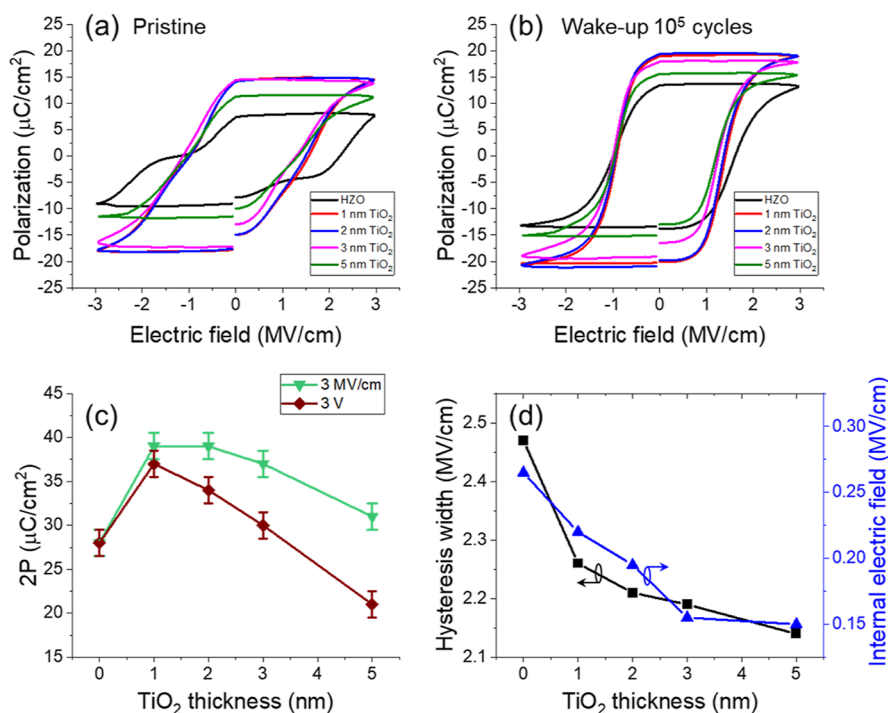 (a) Pristine
Polarization (μC/cm²)
25
20
15
10
5
0
-5
-10
-15
-20
-25
HZO
1 nm TiO₂
2 nm TiO₂
3 nm TiO₂
5 nm TiO₂
-3 -2 -1 0 1 2 3
Electric field (MV/cm)
(b) Wake-up 10⁵ cycles
Polarization (μC/cm²)
25
20
15
10
5
0
-5
-10
-15
-20
-25
HZO
1 nm TiO₂
2 nm TiO₂
3 nm TiO₂
5 nm TiO₂
-3 -2 -1 0 1 2 3
Electric field (MV/cm)
(c)
3 MV/cm
3 V
2P (μC/cm²)
45
40
35
30
25
20
15
0 1 2 3 4 5
TiO₂ thickness (nm)
(d)
Hysteresis width (MV/cm)
2.5
2.4
2.3
2.2
2.1
Internal electric field (MV/cm)
0.30
0.25
0.20
0.15
0 1 2 3 4 5
TiO₂ thickness (nm)